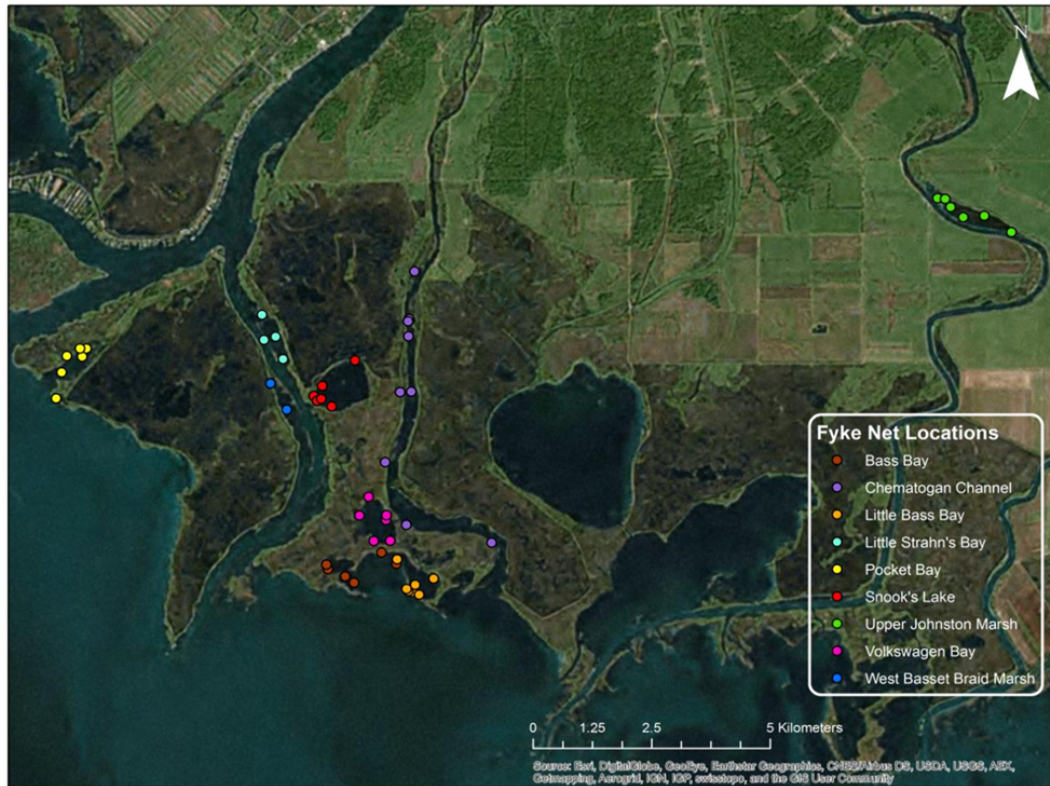 N
Fyke Net Locations
Bass Bay
Chematogan Channel
Little Bass Bay
Little Strahn's Bay
Pocket Bay
Snook's Lake
Upper Johnston Marsh
Volkswagen Bay
West Basset Braid Marsh
0 1.25 2.5 5 Kilometers
Source: Esri, DigitalGlobe, GeoEye, Earthstar Geographics, CNES/Airbus DS, USDA, USGS, AEX,
Getmapping, Aerogrid, IGN, IGP, swisstopo, and the GIS User Community